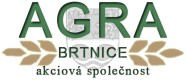 AGRA
BRTNICE
akciová společnost